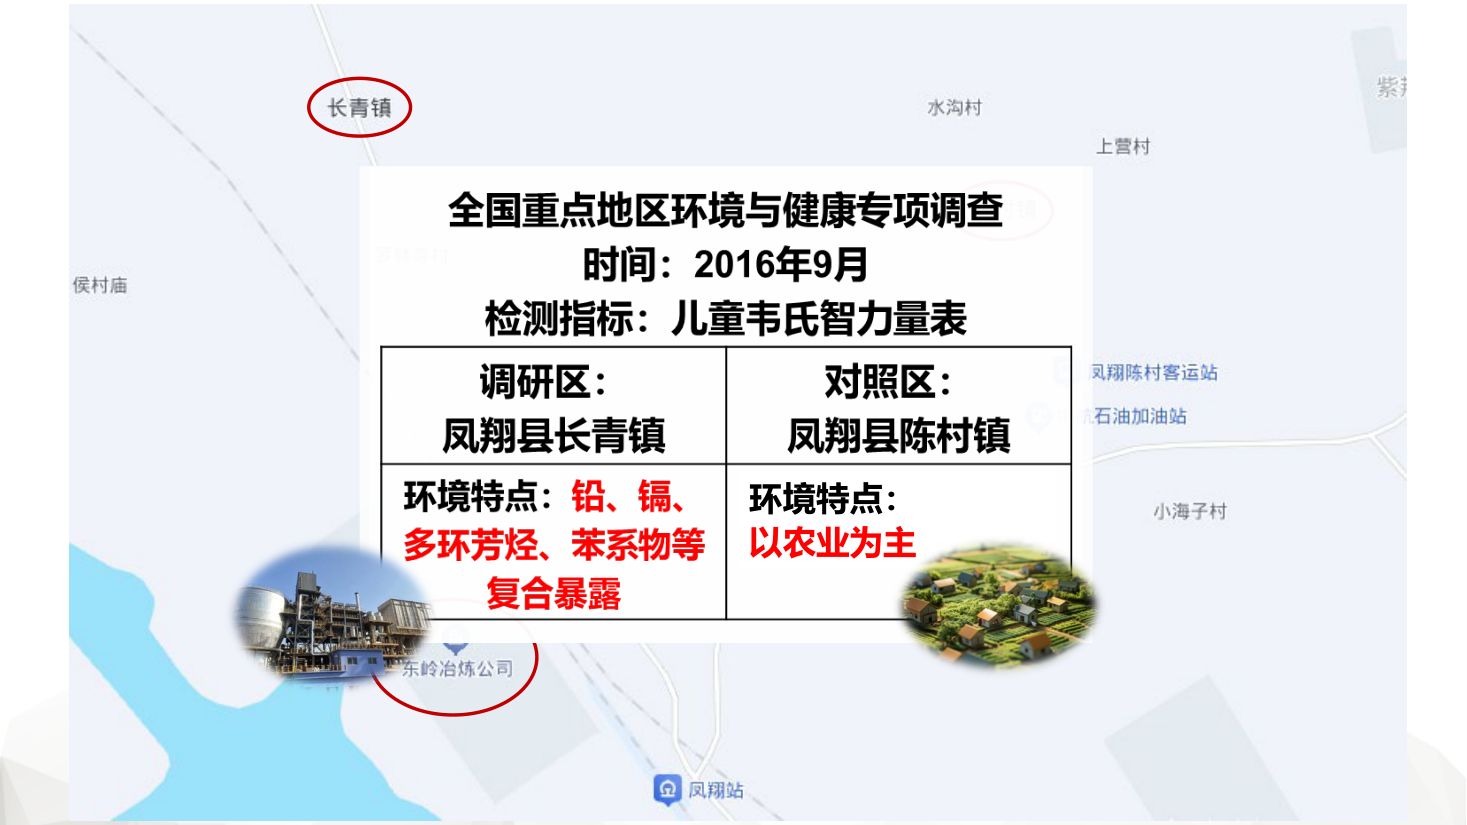 长青镇
水沟村
上营村
全国重点地区环境与健康专项调查
时间：2016年9月
检测指标：儿童韦氏智力量表
侯村庙
调研区：
凤翔县长青镇
对照区：
凤翔县陈村镇
凤翔陈村客运站
石油加油站
环境特点：铅、镉、
多环芳烃、苯系物等
复合暴露
环境特点：
以农业为主
小海子村
东岭冶炼公司
凤翔站